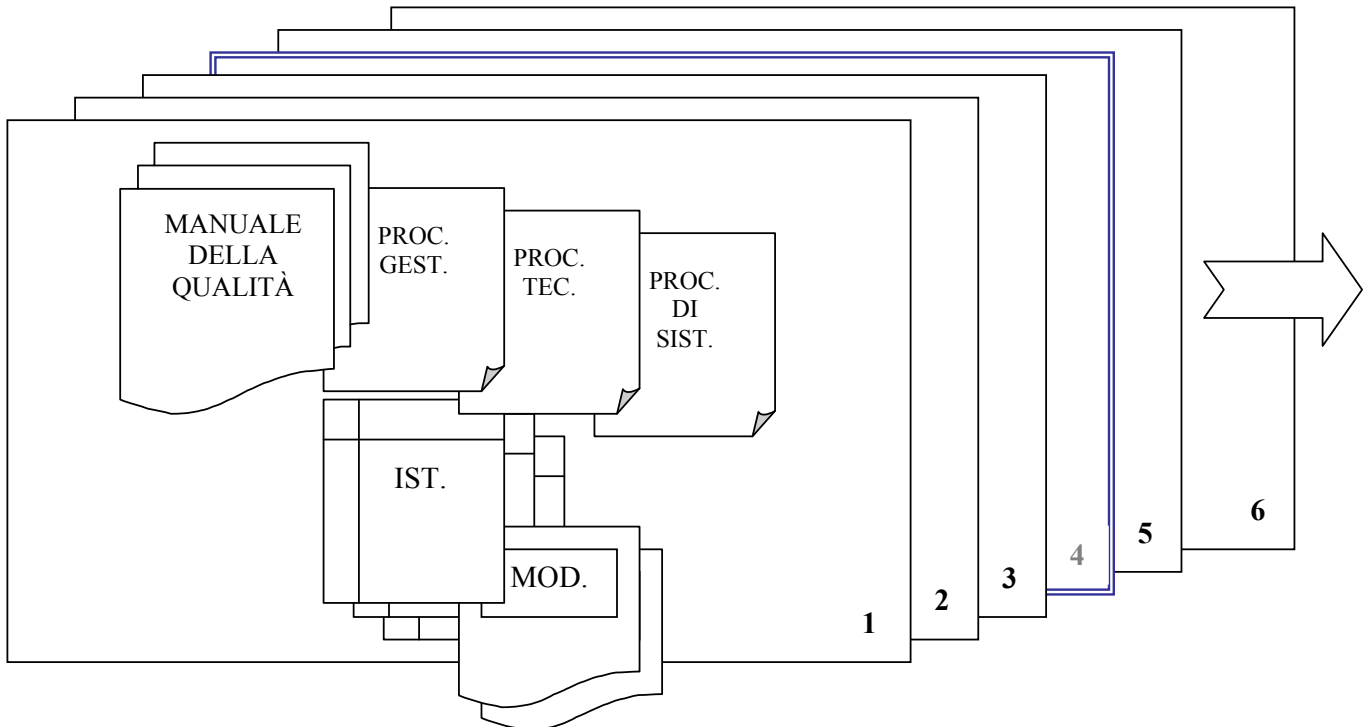 MANUALE
DELLA
QUALITÀ
PROC.
GEST.
PROC.
TEC.
PROC.
DI
SIST.
IST.
MOD.
1
2
3
4
5
6